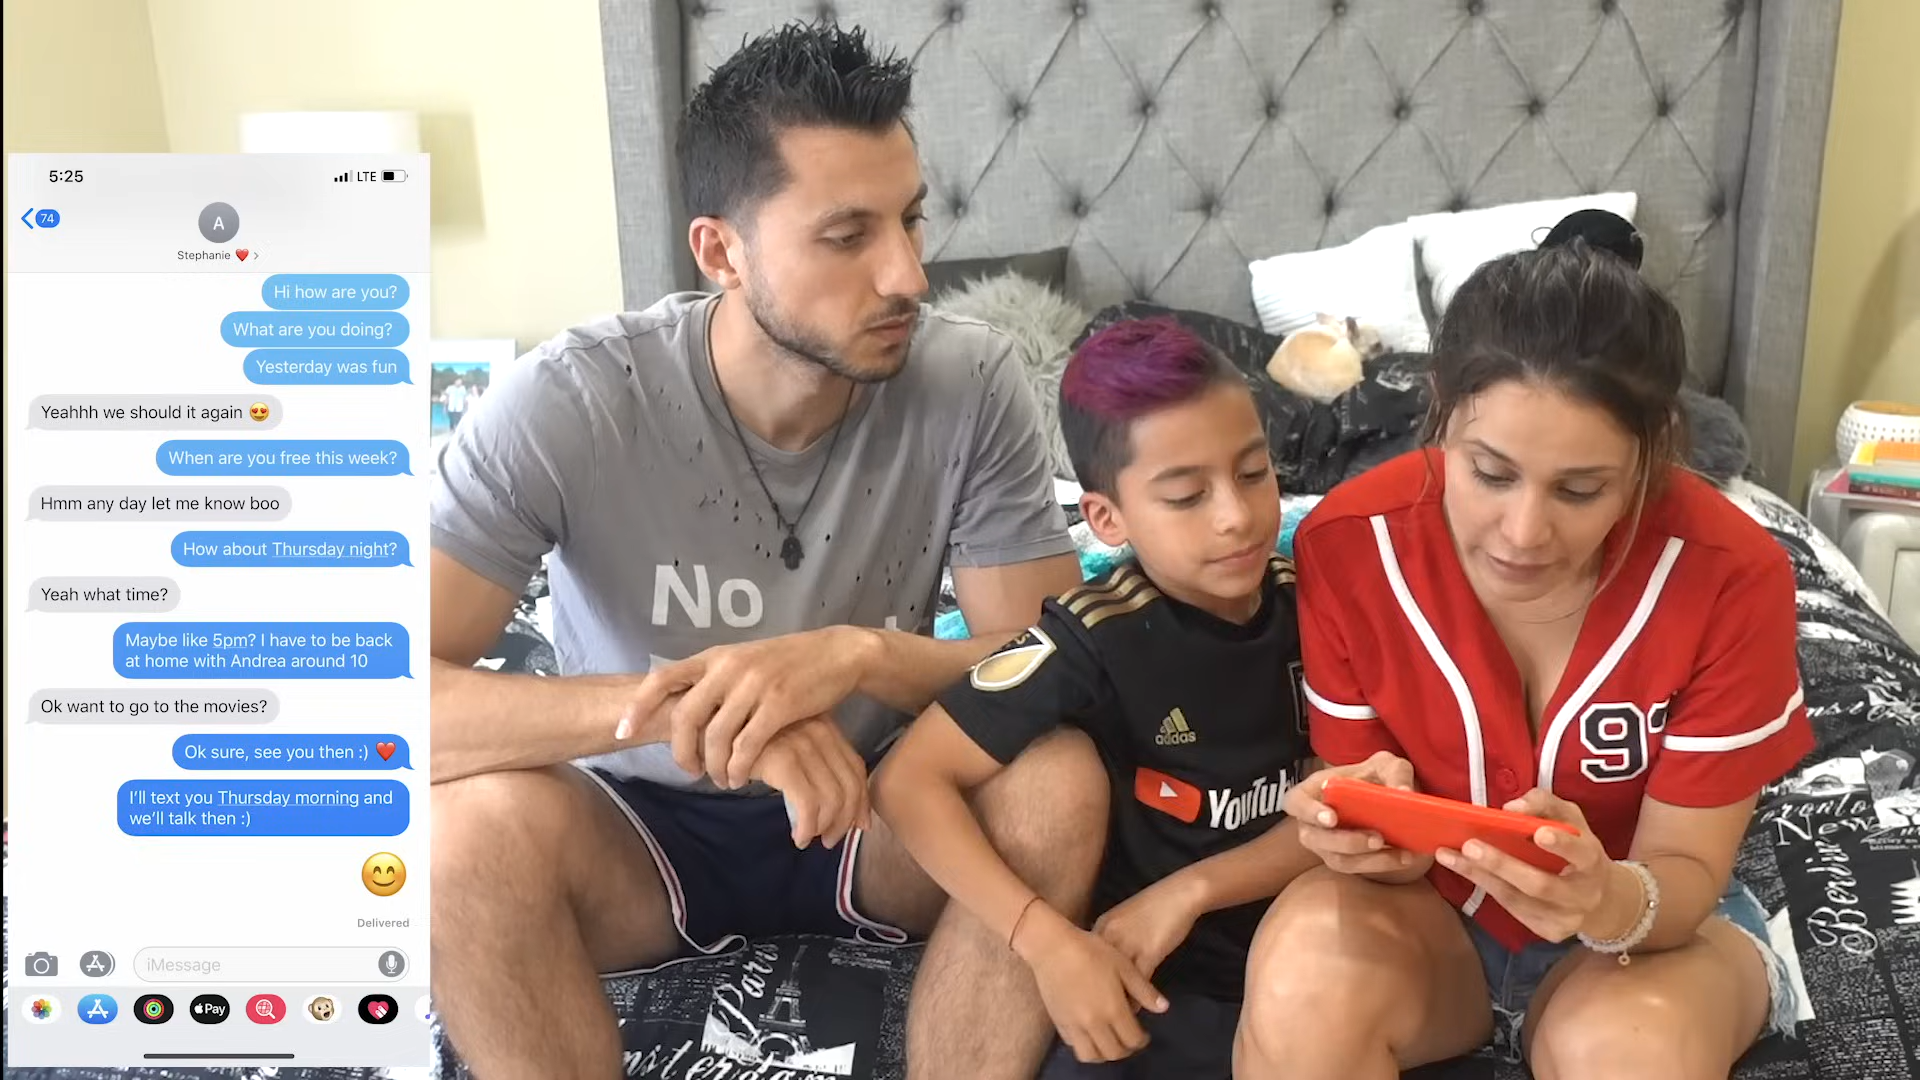 5:25
LTE
74
A
Stephanie ❤️ >
Hi how are you?
What are you doing?
Yesterday was fun
Yeahhh we should it again 😍
When are you free this week?
Hmm any day let me know boo
How about Thursday night?
Yeah what time?
Maybe like 5pm? I have to be back
at home with Andrea around 10
Ok want to go to the movies?
Ok sure, see you then :) ❤️
I'll text you Thursday morning and
we'll talk then :)
😊
Delivered
iMessage
Pay
No
adidas
YouTub
9
Paris
New
Berlin